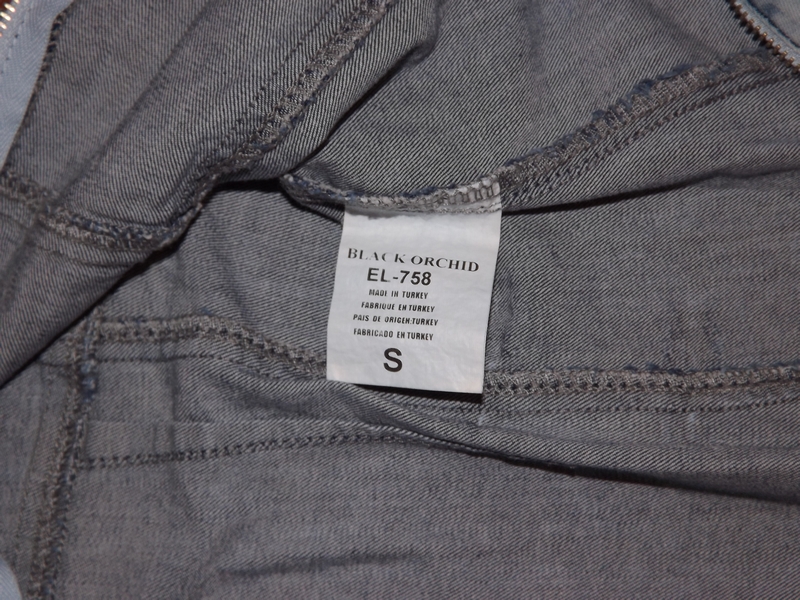 BLACK ORCHID
EL-758
MADE IN TURKEY
FABRIQUE EN TURKEY
PAIS DE ORIGEN:TURKEY
FABRICADO EN TURKEY
S